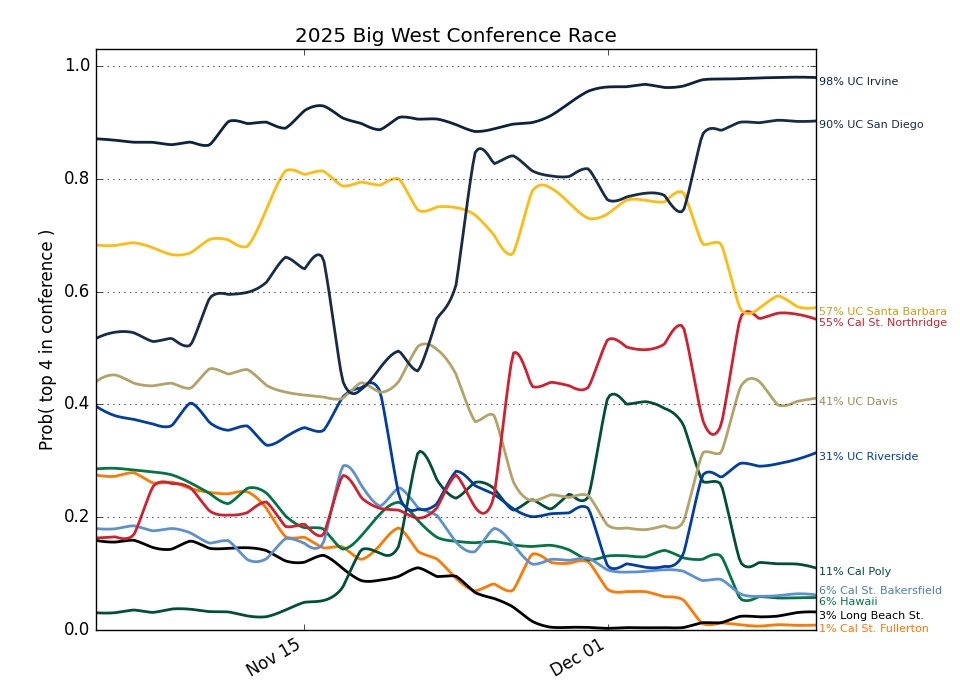 2025 Big West Conference Race
Prob( top 4 in conference )
1.0
0.8
0.6
0.4
0.2
0.0
Nov 15
Dec 01
98% UC Irvine
90% UC San Diego
57% UC Santa Barbara
55% Cal St. Northridge
41% UC Davis
31% UC Riverside
11% Cal Poly
6% Cal St. Bakersfield
6% Hawaii
3% Long Beach St.
1% Cal St. Fullerton